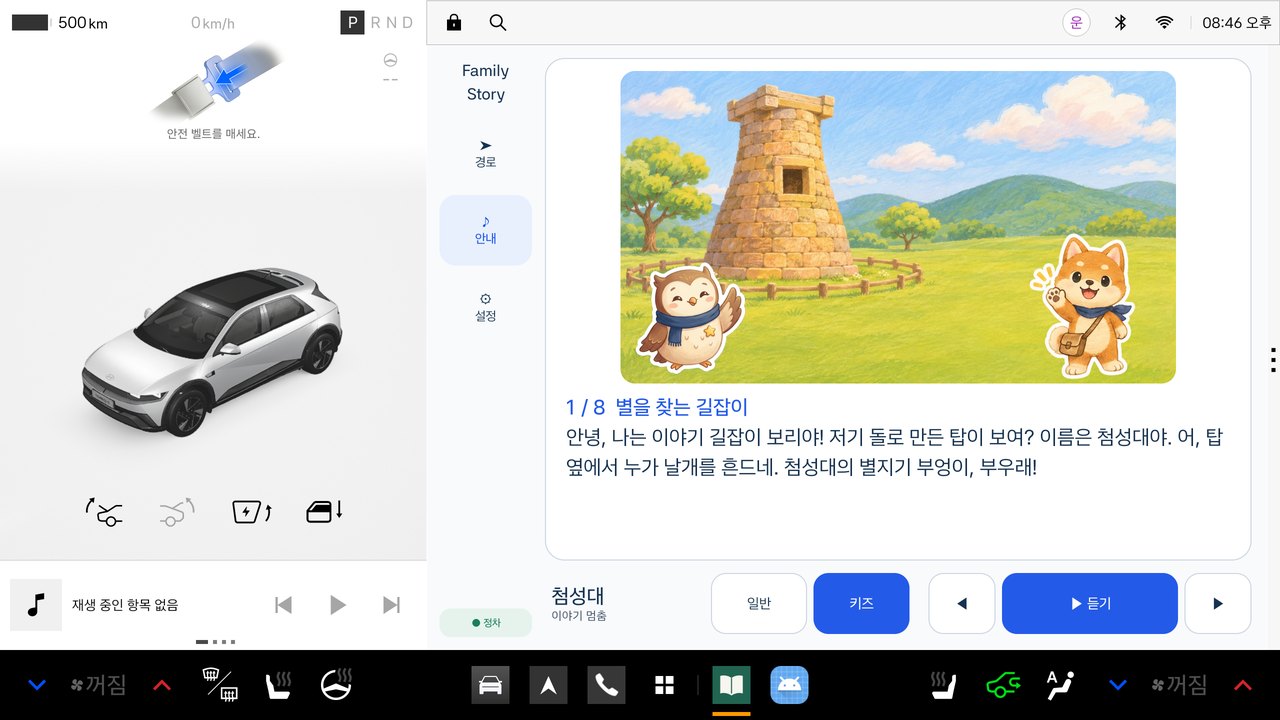 500 km
0 km/h
P R N D
운
08:46 오후
안전 벨트를 매세요.
Family
Story
경로
안내
설정
1 / 8 별을 찾는 길잡이
안녕, 나는 이야기 길잡이 보리야! 저기 돌로 만든 탑이 보여? 이름은 첨성대야. 어, 탑
옆에서 누가 날개를 흔드네. 첨성대의 별지기 부엉이, 부우래!
재생 중인 항목 없음
정차
첨성대
이야기 멈춤
일반
키즈
듣기
꺼짐
A
꺼짐